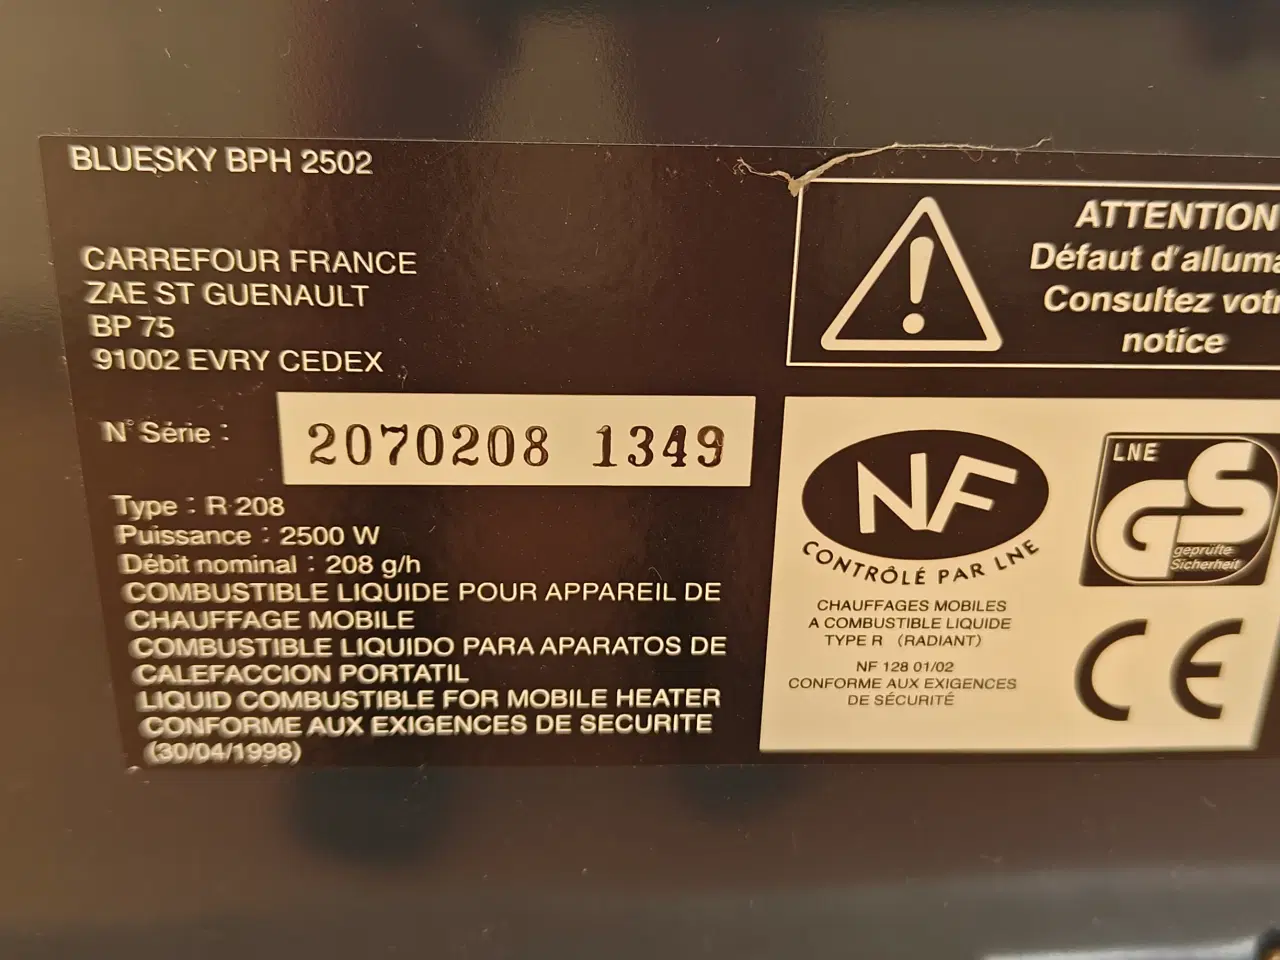 BLUESKY BPH 2502
CARREFOUR FRANCE
ZAE ST GUENAULT
BP 75
91002 EVRY CEDEX
N° Série : 2070208 1349
Type : R 208
Puissance : 2500 W
Débit nominal : 208 g/h
COMBUSTIBLE LIQUIDE POUR APPAREIL DE
CHAUFFAGE MOBILE
COMBUSTIBLE LIQUIDO PARA APARATOS DE
CALEFACCION PORTATIL
LIQUID COMBUSTIBLE FOR MOBILE HEATER
CONFORME AUX EXIGENCES DE SECURITE
(30/04/1998)
ATTENTION
Défaut d'alluma
Consultez votr
notice
NF
CONTRÔLÉ PAR LNE
CHAUFFAGES MOBILES
A COMBUSTIBLE LIQUIDE
TYPE R (RADIANT)
NF 128 01/02
CONFORME AUX EXIGENCES
DE SÉCURITÉ
LNE
GS
geprüfte
Sicherheit
CE